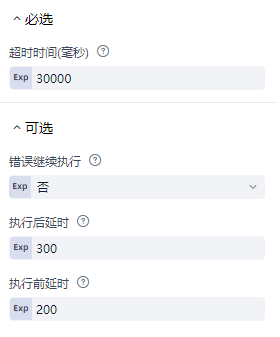 必选
超时时间(毫秒)
Exp 30000
可选
错误继续执行
Exp 否
执行后延时
Exp 300
执行前延时
Exp 200